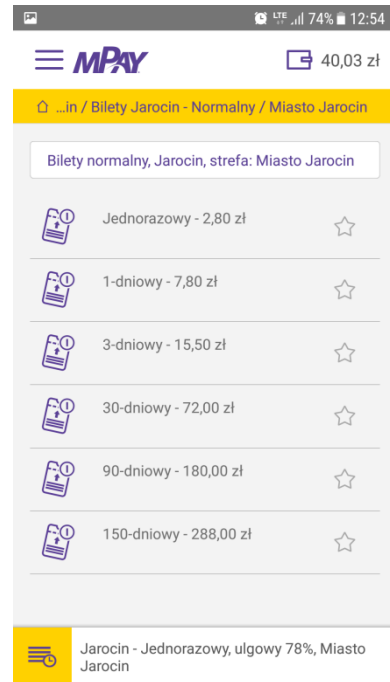 LTE 74% 12:54
mPAY 40,03 zł
...in / Bilety Jarocin - Normalny / Miasto Jarocin
Bilety normalny, Jarocin, strefa: Miasto Jarocin
Jednorazowy - 2,80 zł
1-dniowy - 7,80 zł
3-dniowy - 15,50 zł
30-dniowy - 72,00 zł
90-dniowy - 180,00 zł
150-dniowy - 288,00 zł
Jarocin - Jednorazowy, ulgowy 78%, Miasto
Jarocin